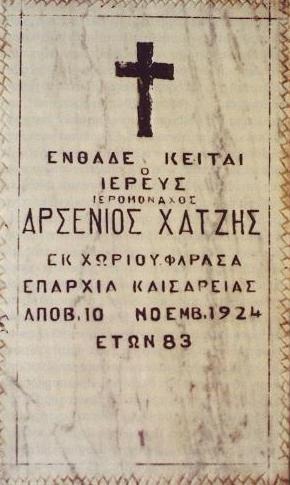 ΕΝΘΑΔΕ ΚΕΙΤΑΙ
Ο
ΙΕΡΕΥΣ
ΙΕΡΟΜΟΝΑΧΟΣ
ΑΡΣΕΝΙΟΣ ΧΑΤΖΗΣ
ΕΚ ΧΩΡΙΟΥ.ΦΑΡΑΣΑ
ΕΠΑΡΧΙΑ ΚΑΙΣΑΡΕΙΑΣ
ΑΠΟΒ.10 ΝΟΕΜΒ.1924
ΕΤΩΝ 83